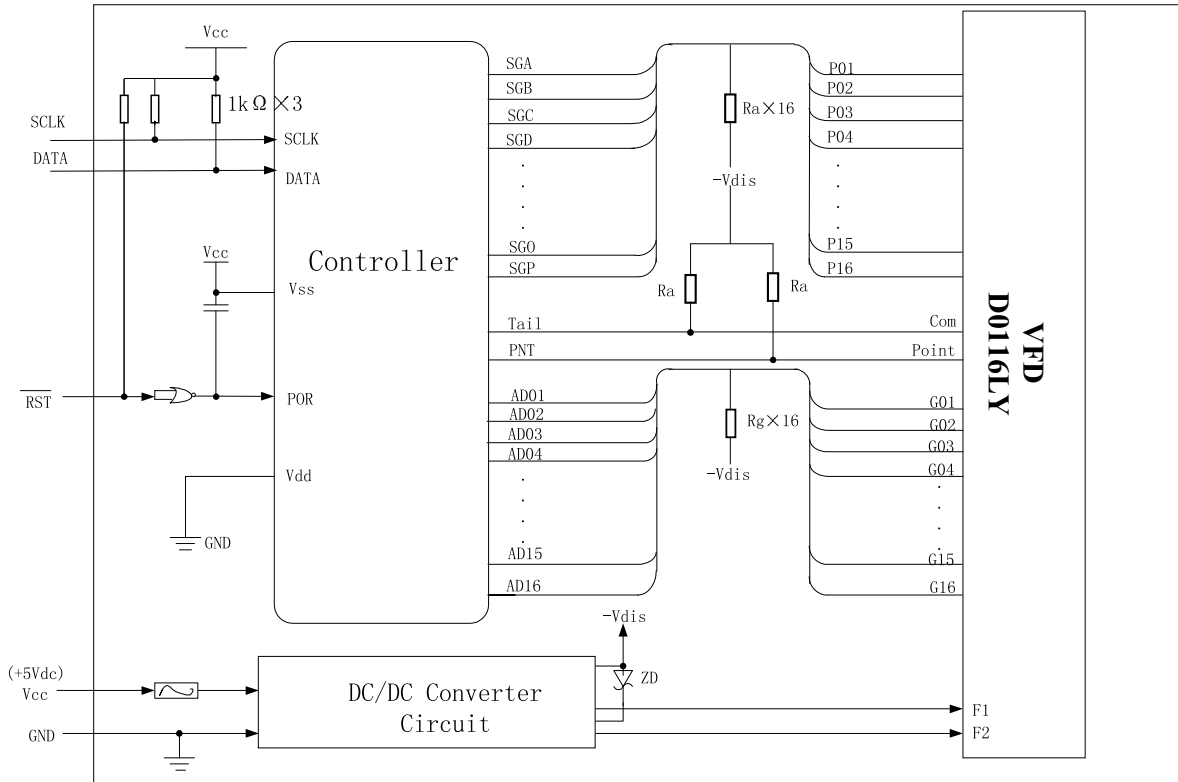 Vcc
1kΩ×3
SCLK
DATA
SCLK
DATA
Vcc
Vss
RST
POR
Vdd
GND
Controller
SGA
SGB
SGC
SGD
SGO
SGP
Tail
PNT
AD01
AD02
AD03
AD04
AD15
AD16
Ra×16
-Vdis
Ra
Ra
Rg×16
-Vdis
P01
P02
P03
P04
P15
P16
Com
Point
G01
G02
G03
G04
G15
G16
VFD
D0116LY
(+5Vdc)
Vcc
GND
DC/DC Converter
Circuit
-Vdis
ZD
F1
F2